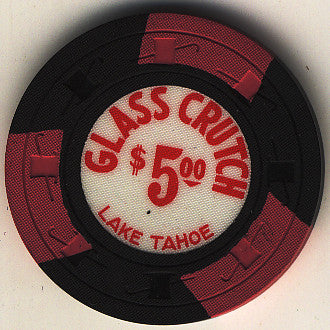 GLASS CRUTCH
$5.00
LAKE TAHOE